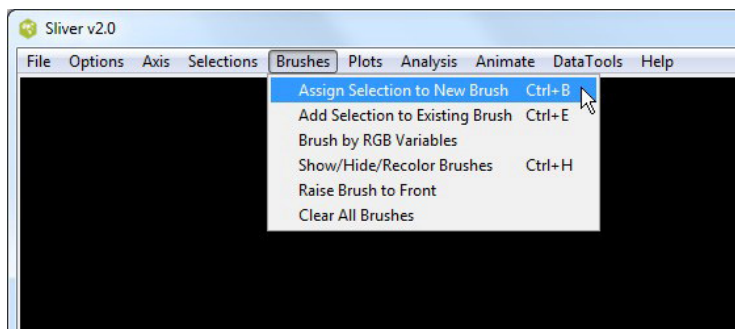 Sliver v2.0
File Options Axis Selections Brushes Plots Analysis Animate DataTools Help
Assign Selection to New Brush Ctrl+B
Add Selection to Existing Brush Ctrl+E
Brush by RGB Variables
Show/Hide/Recolor Brushes Ctrl+H
Raise Brush to Front
Clear All Brushes